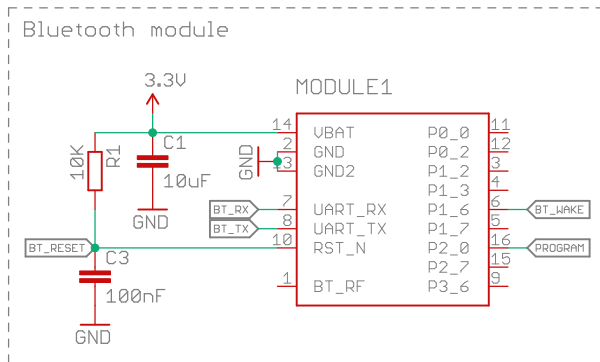 Bluetooth module
3.3V
MODULE1
10K
R1
C1
10uF
GND
GND
14 VBAT P0_0 11
2 GND P0_2 12
13 GND2 P1_2 3
P1_3 4
BT_RX 7 UART_RX P1_6 6 BT_WAKE
BT_TX 8 UART_TX P1_7 5
BT_RESET 10 RST_N P2_0 16 PROGRAM
P2_7 15
1 BT_RF P3_6 9
C3
100nF
GND